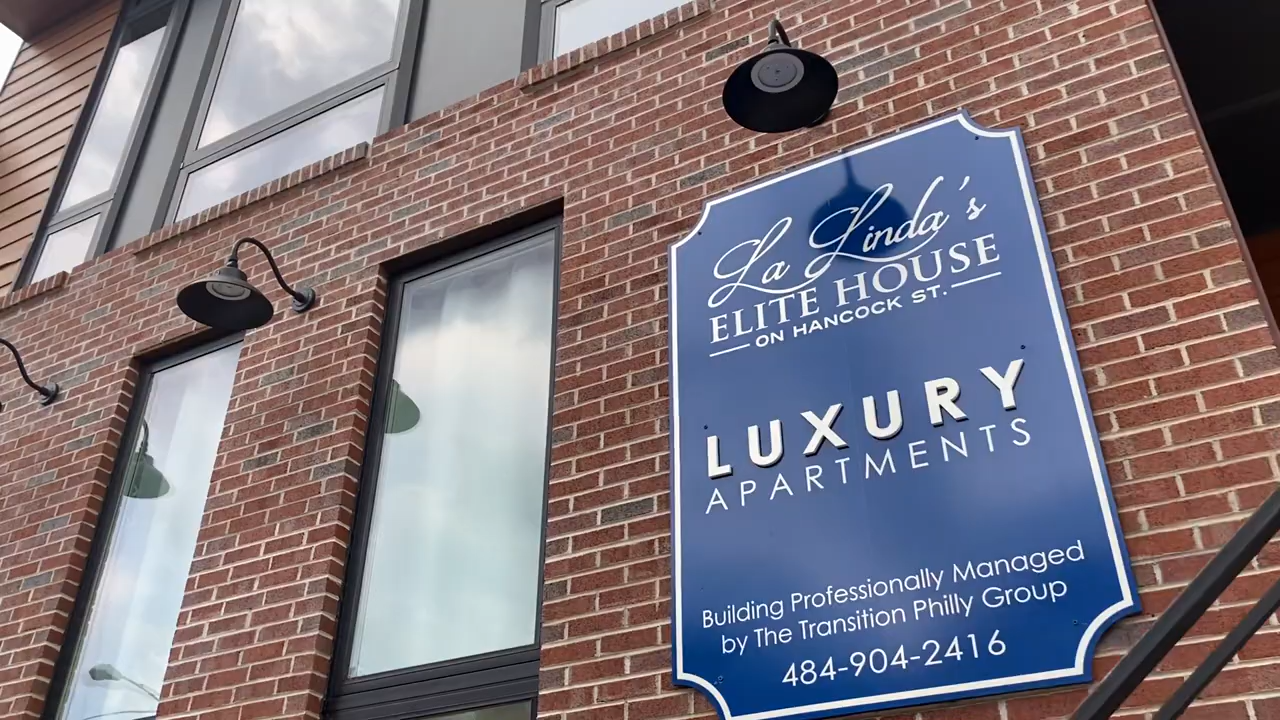 La Linda's
ELITE HOUSE
ON HANCOCK ST.
LUXURY
APARTMENTS
Building Professionally Managed
by The Transition Philly Group
484-904-2416